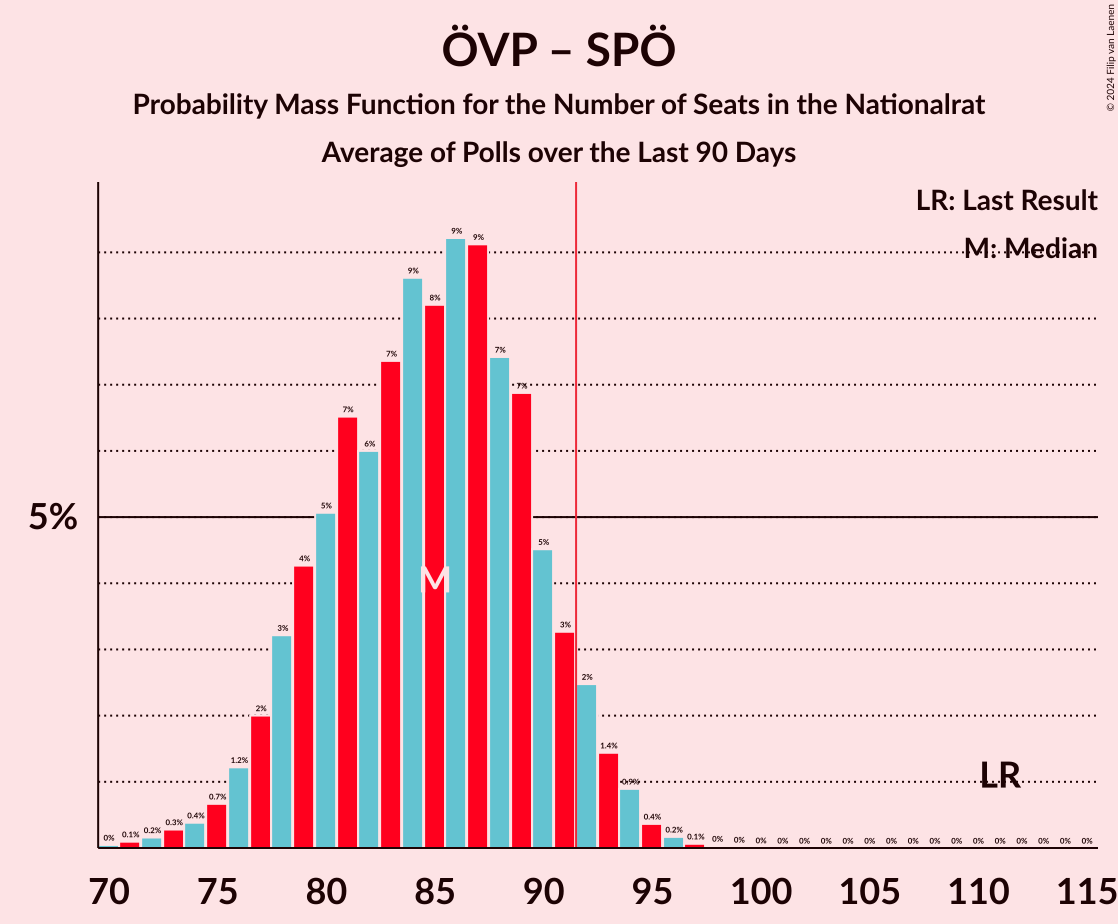 ÖVP – SPÖ
Probability Mass Function for the Number of Seats in the Nationalrat
Average of Polls over the Last 90 Days
© 2024 Filip van Laenen
LR: Last Result
M: Median
5%
0% 0.1% 0.2% 0.3% 0.4% 0.7% 1.2% 2% 3% 4% 5% 7% 6% 7% 9% 8% 9% 9% 7% 7% 5% 3% 2% 1.4% 0.9% 0.4% 0.2% 0.1% 0% 0% 0% 0% 0% 0% 0% 0% 0% 0% 0% 0% 0% 0% 0% 0% 0% 0%
M
LR
70 75 80 85 90 95 100 105 110 115